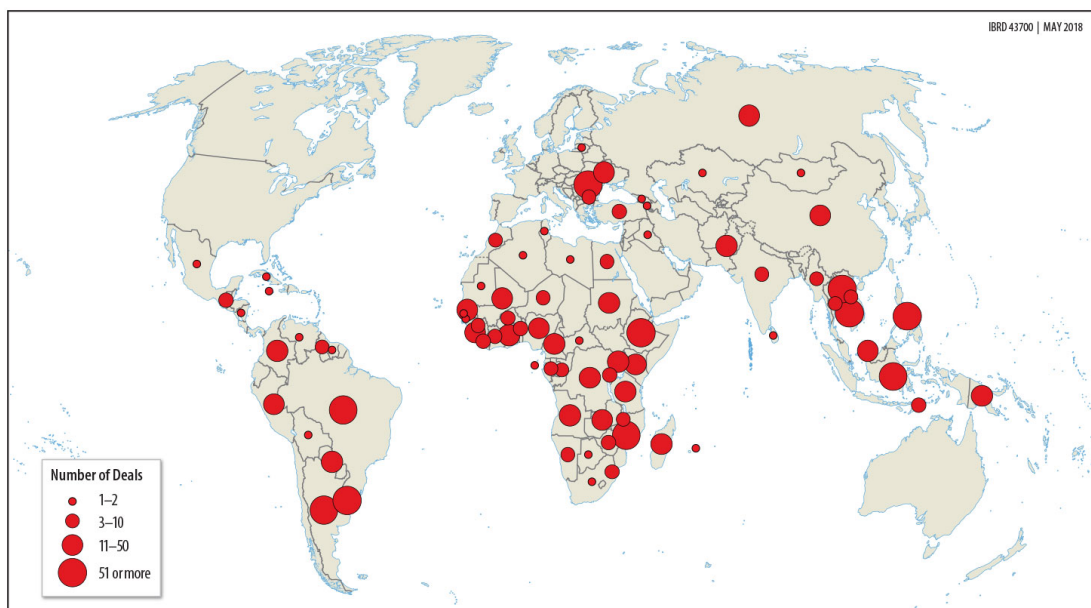 IBRD 43700 | MAY 2018
Number of Deals
1–2
3–10
11–50
51 or more